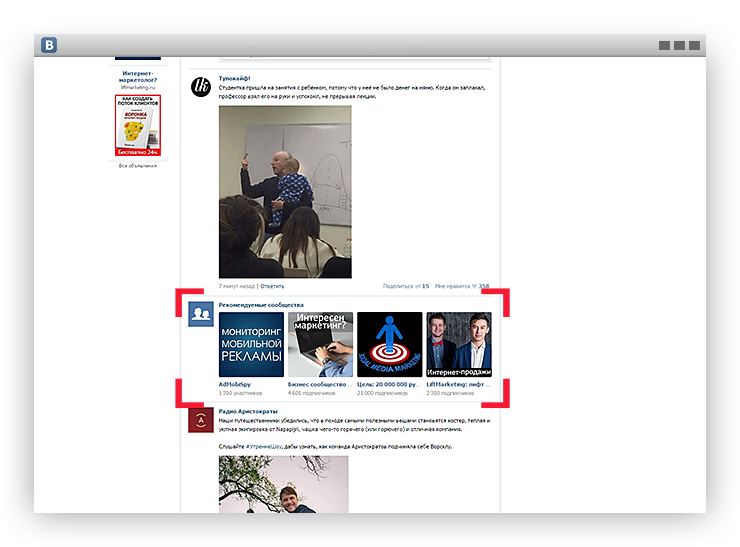 B
Интернет-
маркетолог?
liftmarketing.ru
КАК СОЗДАТЬ
ПОТОК КЛИЕНТОВ
ВОРОНКА
Бесплатно 24ч.
Все объявления
Тупокайф!
Студентка пришла на занятия с ребенком, потому что у неё не было денег на няню. Когда он заплакал,
профессор взял его на руки и успокоил, не прерывая лекции.
7 минут назад | Ответить
Поделиться 15 Мне нравится 358
Рекомендуемые сообщества
МОНИТОРИНГ
МОБИЛЬНОЙ
РЕКЛАМЫ
Интересен
маркетинг?
SOCIAL MEDIA MARKETING
Интернет-продажи
AdMobiSpy
Бизнес сообщество ...
Цель: 20 000 000 ру...
LiftMarketing: лифт ...
1 700 участников
4 600 подписчиков
21 000 подписчиков
2 300 подписчиков
Радио Аристократы
Наши путешественники убедились, что в походе самыми полезными вещами становятся костер, теплая и
уютная экипировка от Napapijri, чашка чего-то горячего (или горючего) и отличная компания.
Слушайте #УтреннеШоу, дабы узнать, как команда Аристократов подчиняла себе Ворсклу.